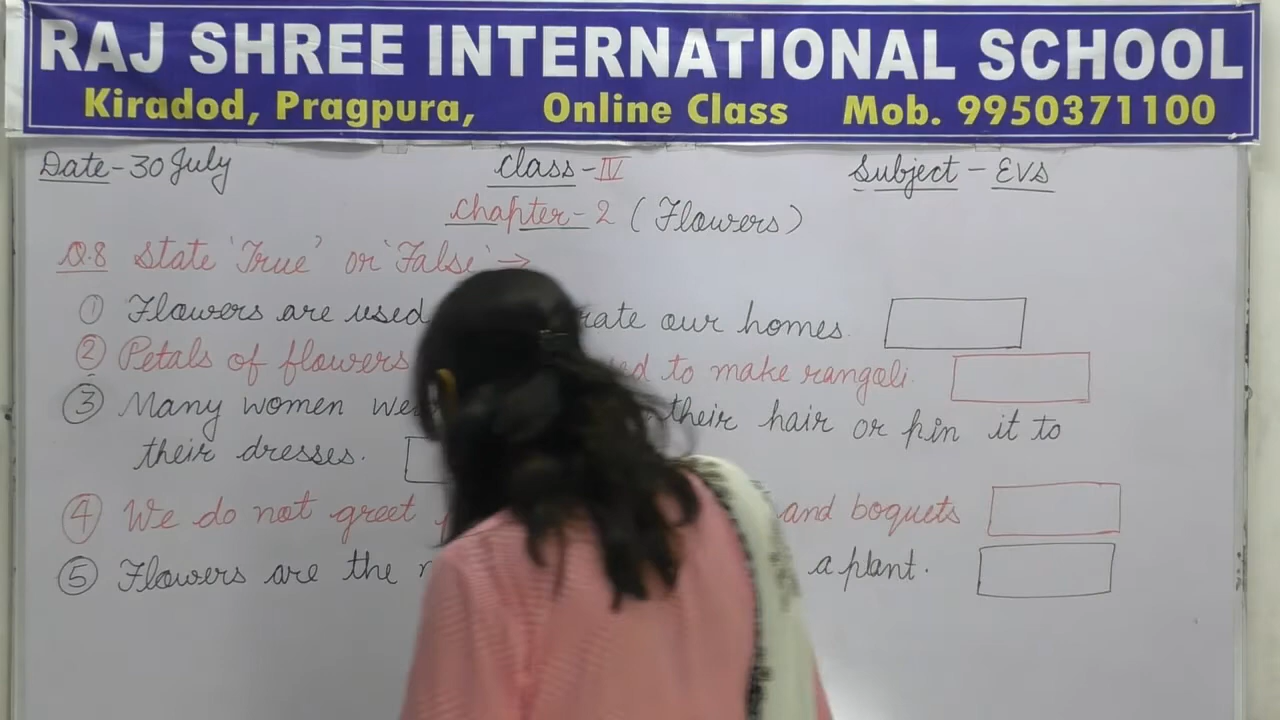 RAJ SHREE INTERNATIONAL SCHOOL
Kiradod, Pragpura, Online Class Mob. 9950371100
Date - 30 July Class - IV Subject - EVS
Chapter - 2 (Flowers)
Q.8 State 'True' or 'False' →
① Flowers are used rate our homes.
② Petals of flowers ed to make rangoli.
③ Many women their hair or pin it to
their dresses.
④ We do not greet and boquets
⑤ Flowers are the a plant.